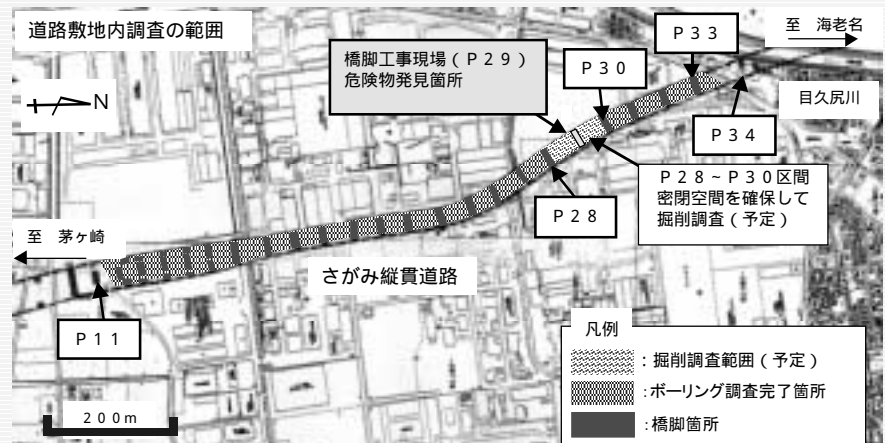 道路敷地内調査の範囲
至 海老名
P33
橋脚工事現場(P29)
危険物発見箇所
P30
N
目久尻川
P34
P28~P30区間
密閉空間を確保して
掘削調査(予定)
P28
至 茅ヶ崎
さがみ縦貫道路
P11
凡例
:掘削調査範囲(予定)
:ボーリング調査完了箇所
:橋脚箇所
200m